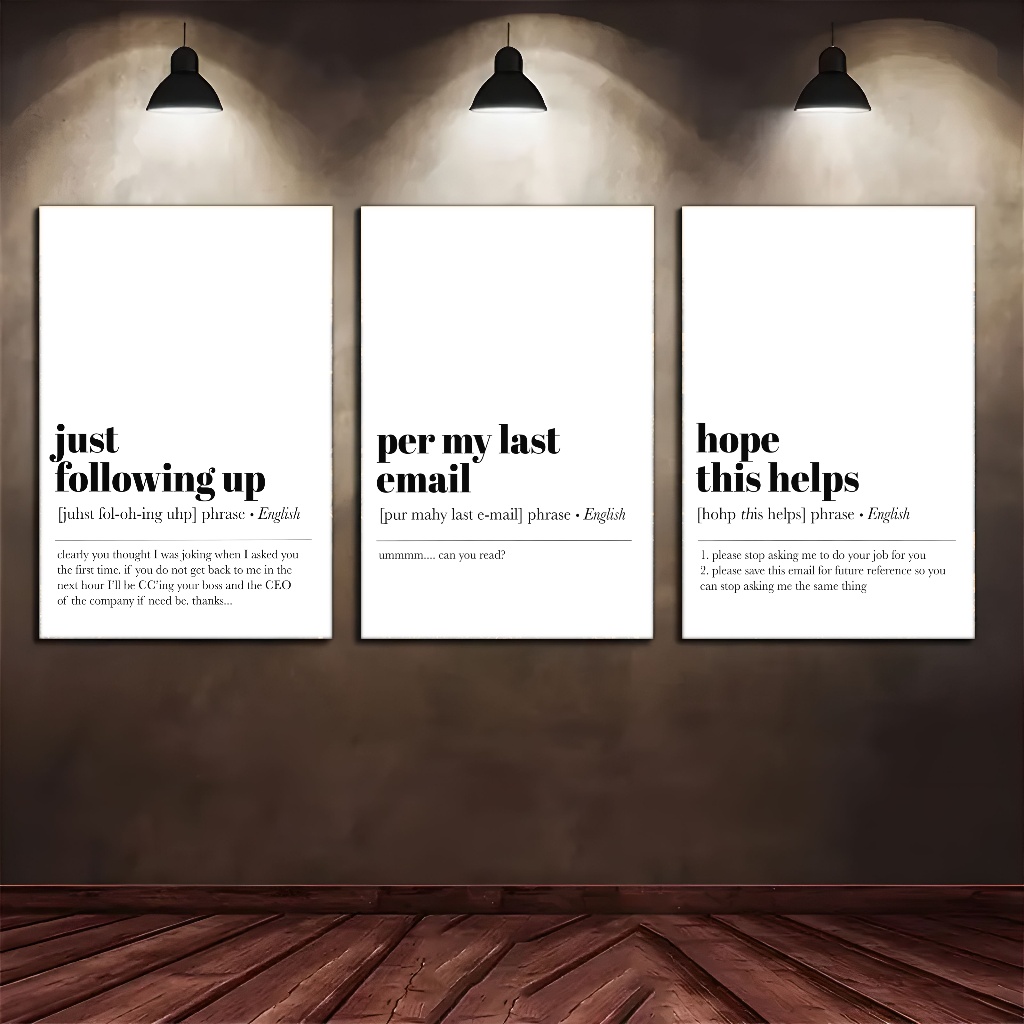 just
following up
[juhst fol-oh-ing uhp] phrase • English
clearly you thought I was joking when I asked you
the first time. if you do not get back to me in the
next hour I'll be CC'ing your boss and the CEO
of the company if need be. thanks...
per my last
email
[pur mahy last e-mail] phrase • English
ummmm.... can you read?
hope
this helps
[hohp this helps] phrase • English
1. please stop asking me to do your job for you
2. please save this email for future reference so you
can stop asking me the same thing